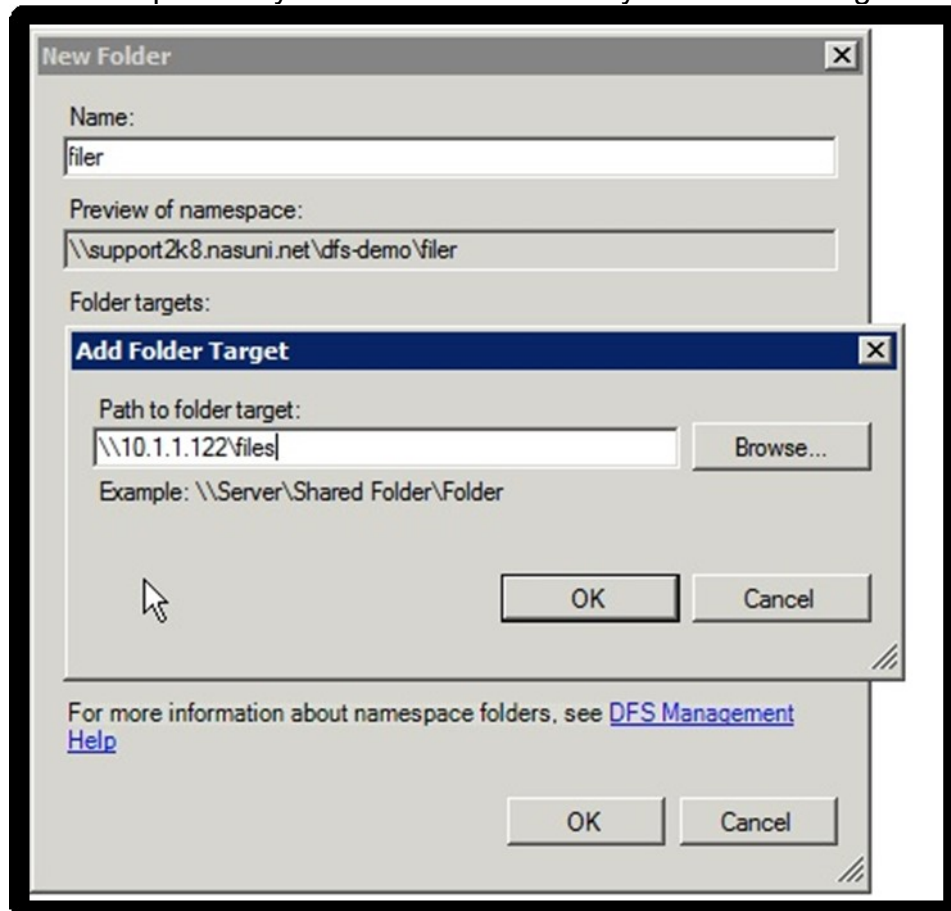 New Folder
Name:
filer
Preview of namespace:
\\support2k8.nasuni.net\dfs-demo\filer
Folder targets:
Add Folder Target
Path to folder target:
\\10.1.1.122\files
Browse...
Example: \\Server\Shared Folder\Folder
OK Cancel
For more information about namespace folders, see DFS Management
Help
OK Cancel